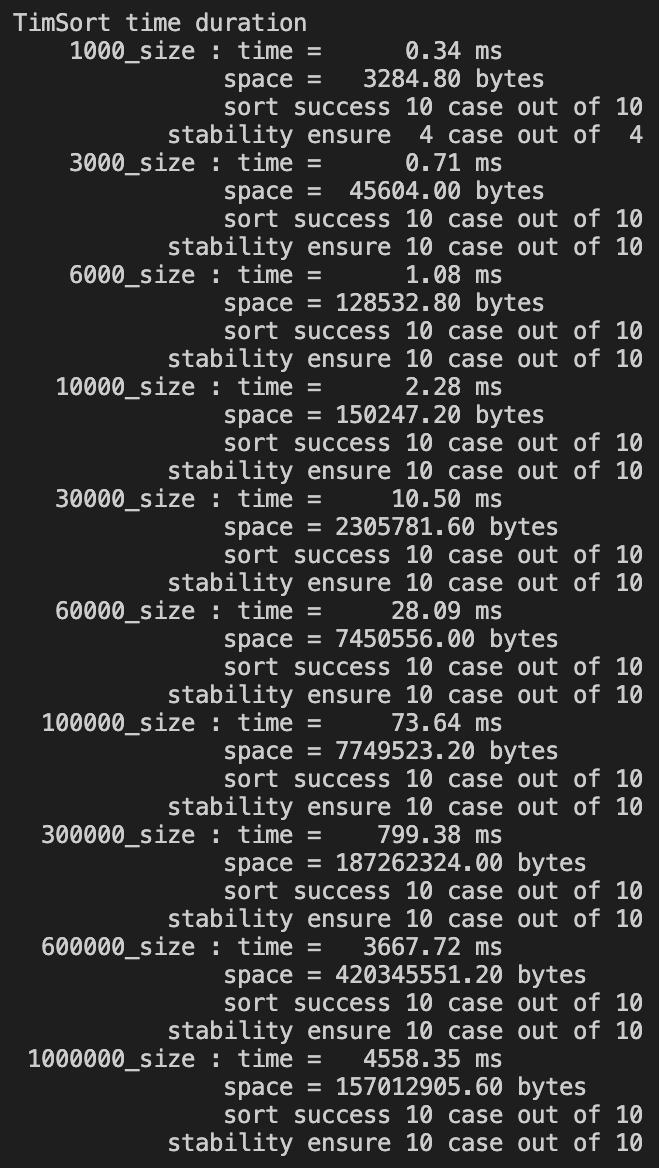 TimSort time duration
    1000_size : time =      0.34 ms
               space =   3284.80 bytes
               sort success 10 case out of 10
           stability ensure  4 case out of  4
    3000_size : time =      0.71 ms
               space =  45604.00 bytes
               sort success 10 case out of 10
           stability ensure 10 case out of 10
    6000_size : time =      1.08 ms
               space = 128532.80 bytes
               sort success 10 case out of 10
           stability ensure 10 case out of 10
   10000_size : time =      2.28 ms
               space = 150247.20 bytes
               sort success 10 case out of 10
           stability ensure 10 case out of 10
   30000_size : time =     10.50 ms
               space = 2305781.60 bytes
               sort success 10 case out of 10
           stability ensure 10 case out of 10
   60000_size : time =     28.09 ms
               space = 7450556.00 bytes
               sort success 10 case out of 10
           stability ensure 10 case out of 10
  100000_size : time =     73.64 ms
               space = 7749523.20 bytes
               sort success 10 case out of 10
           stability ensure 10 case out of 10
  300000_size : time =    799.38 ms
               space = 187262324.00 bytes
               sort success 10 case out of 10
           stability ensure 10 case out of 10
  600000_size : time =   3667.72 ms
               space = 420345551.20 bytes
               sort success 10 case out of 10
           stability ensure 10 case out of 10
 1000000_size : time =   4558.35 ms
               space = 157012905.60 bytes
               sort success 10 case out of 10
           stability ensure 10 case out of 10